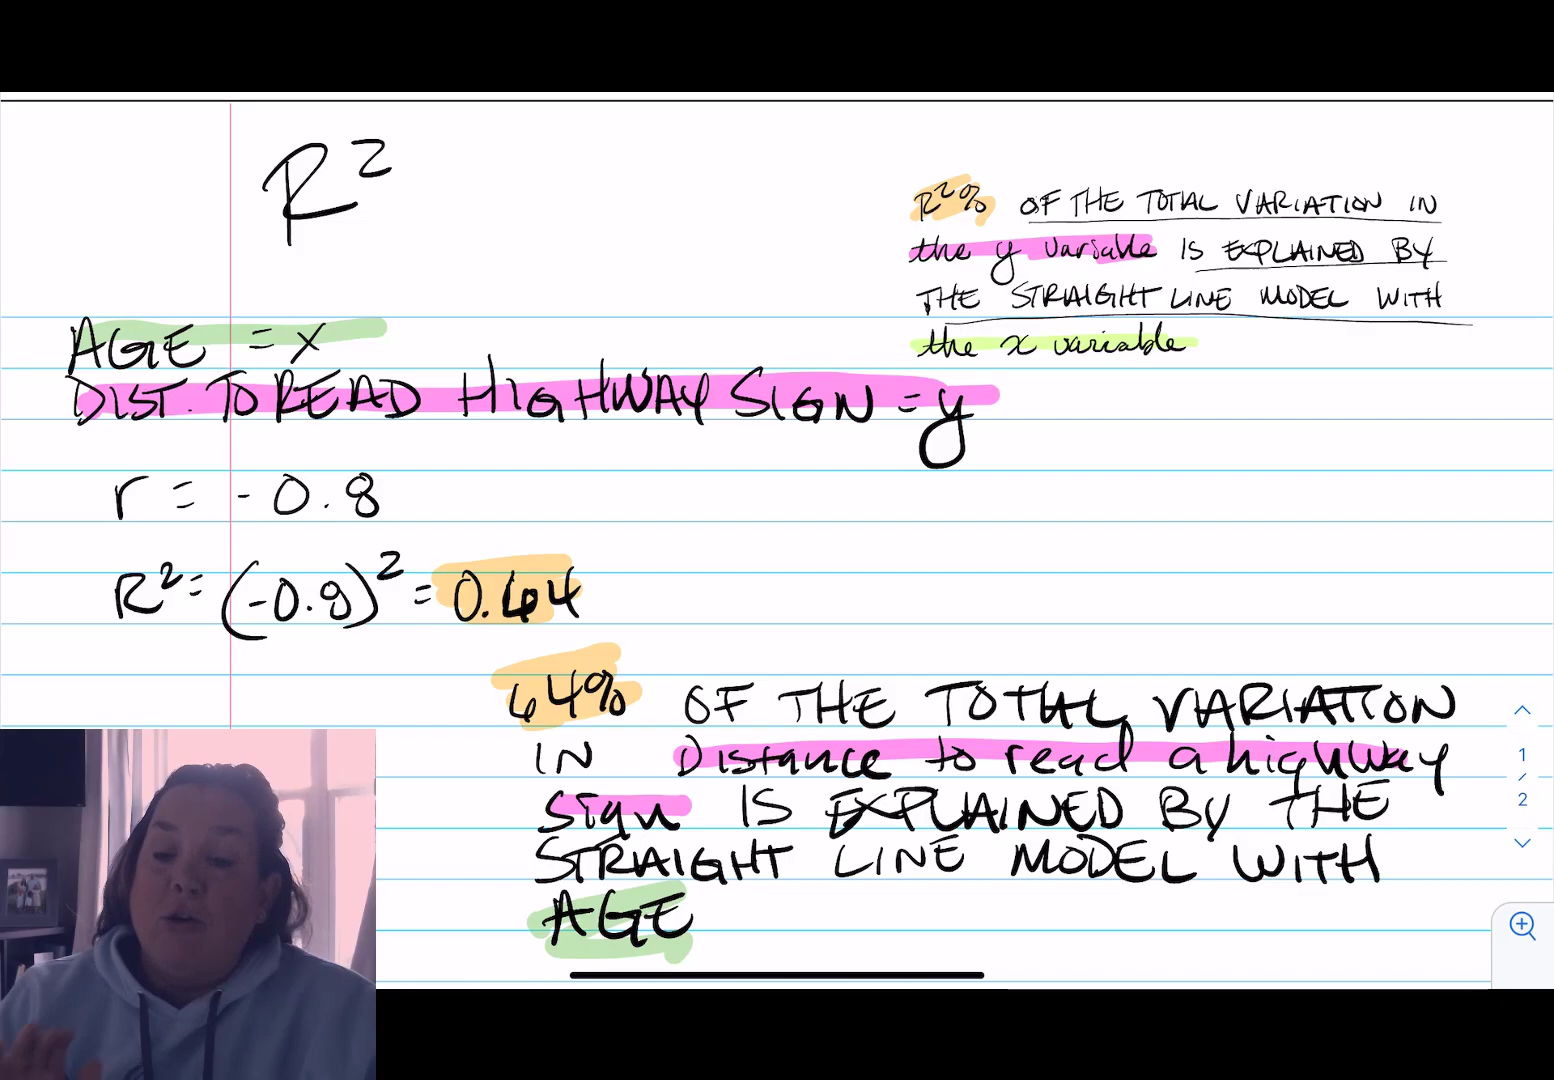 R²
R²% OF THE TOTAL VARIATION IN
the y variable IS EXPLAINED BY
THE STRAIGHT LINE MODEL WITH
the x variable
AGE = x
DIST. TO READ HIGHWAY SIGN = y
r = -0.8
R² = (-0.8)² = 0.64
64% OF THE TOTAL VARIATION
IN Distance to read a highway
sign IS EXPLAINED BY THE
STRAIGHT LINE MODEL WITH
AGE
1
/
2